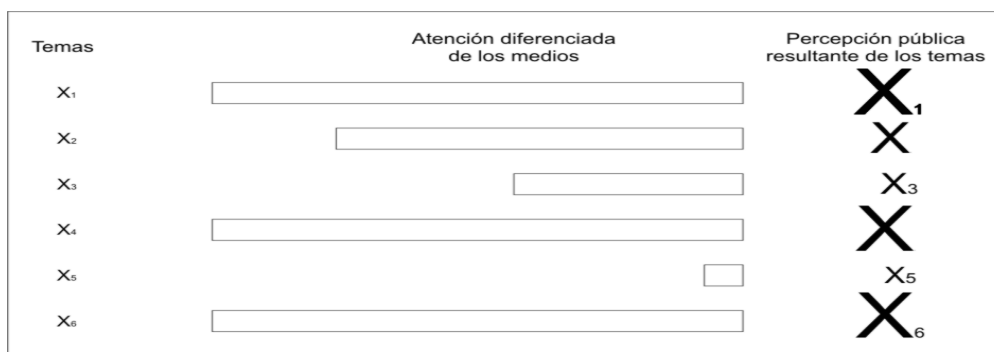 Temas Atención diferenciada de los medios Percepción pública resultante de los temas
X₁ X₁
X₂ X
X₃ X₃
X₄ X
X₅ X₅
X₆ X₆